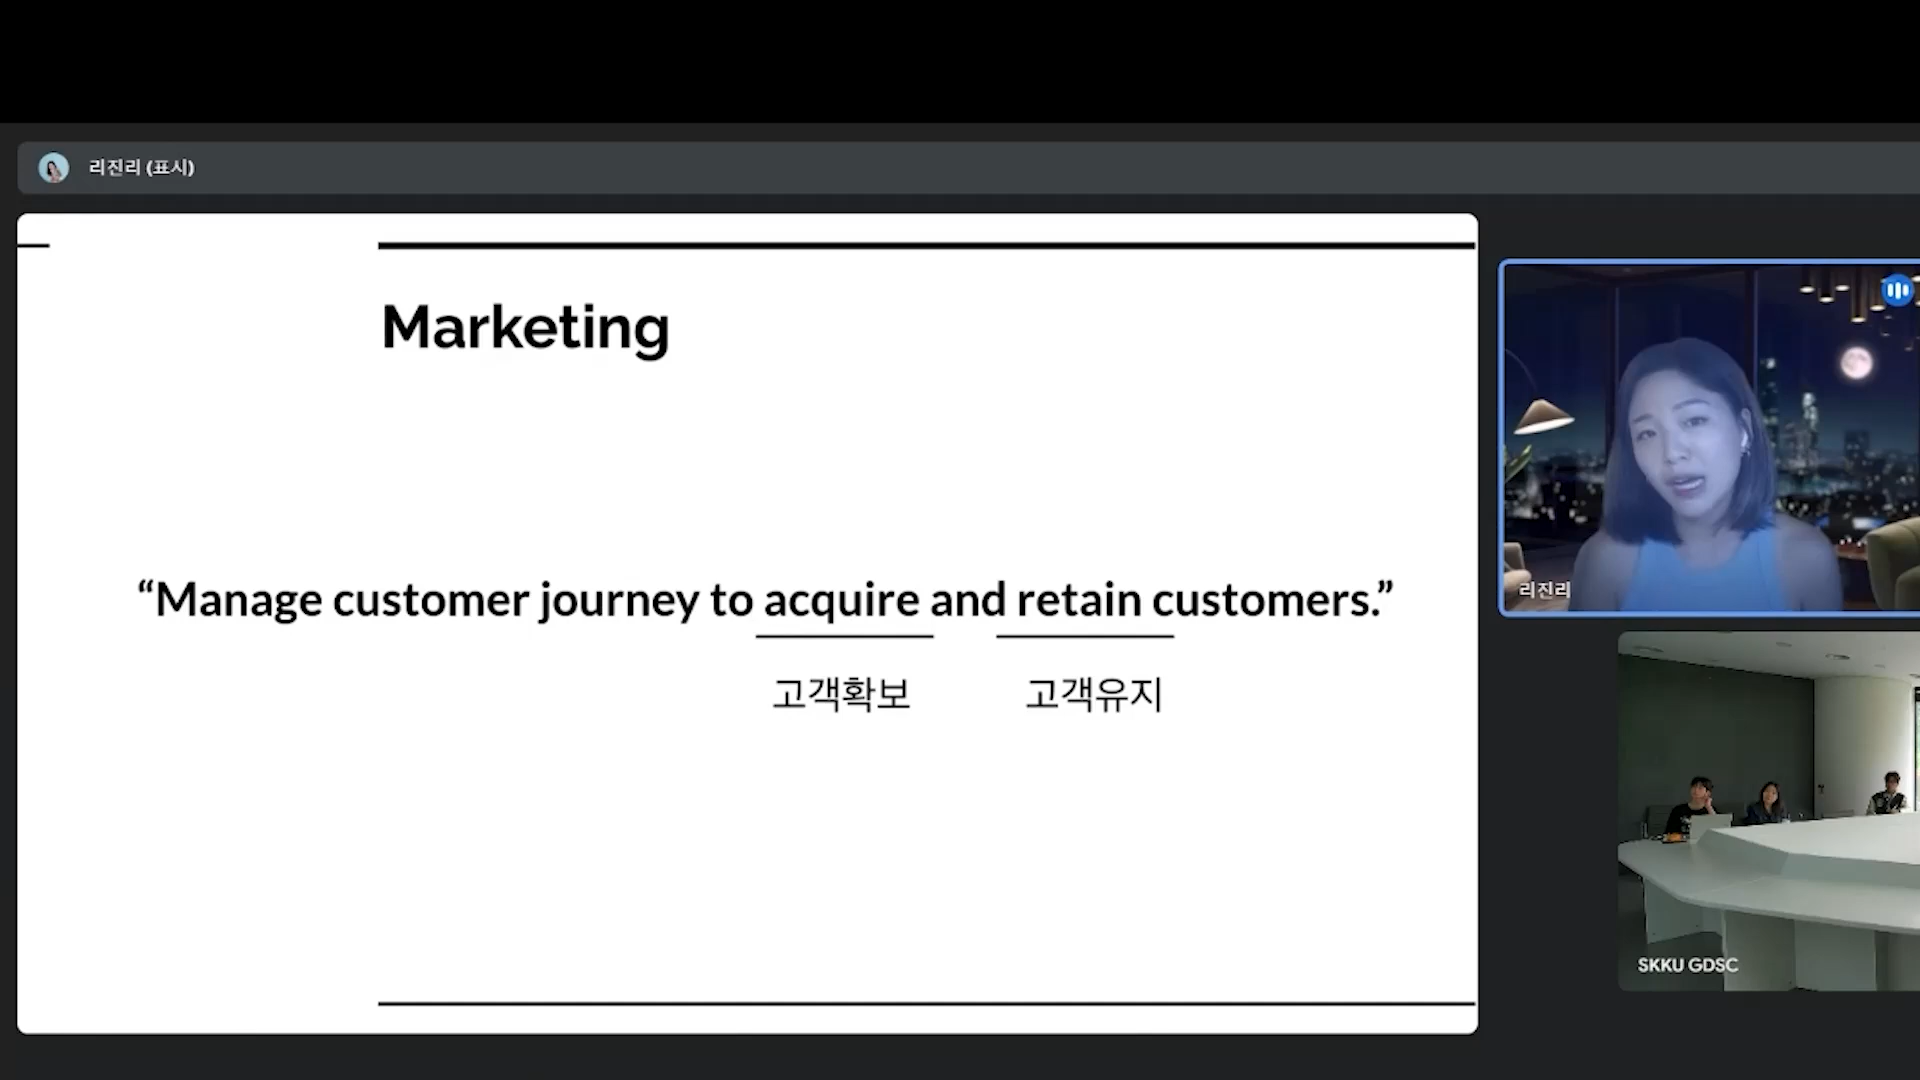 리진리 (표시)
Marketing
“Manage customer journey to acquire and retain customers.”
고객확보 고객유지
리진리
SKKU GDSC